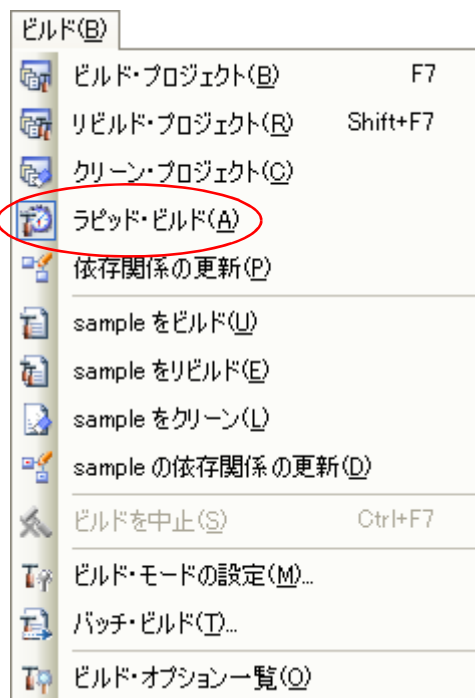 ビルド(B)
ビルド・プロジェクト(B) F7
リビルド・プロジェクト(R) Shift+F7
クリーン・プロジェクト(C)
ラピッド・ビルド(A)
依存関係の更新(P)
sample をビルド(U)
sample をリビルド(E)
sample をクリーン(L)
sample の依存関係の更新(D)
ビルドを中止(S) Ctrl+F7
ビルド・モードの設定(M)...
バッチ・ビルド(T)...
ビルド・オプション一覧(O)